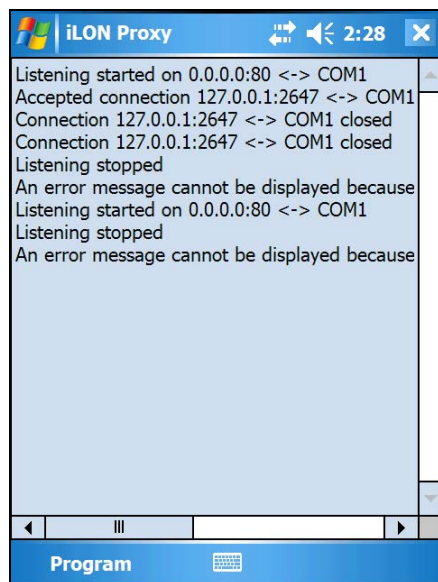 iLON Proxy 2:28
Listening started on 0.0.0.0:80 <-> COM1
Accepted connection 127.0.0.1:2647 <-> COM1
Connection 127.0.0.1:2647 <-> COM1 closed
Connection 127.0.0.1:2647 <-> COM1 closed
Listening stopped
An error message cannot be displayed because
Listening started on 0.0.0.0:80 <-> COM1
Listening stopped
An error message cannot be displayed because
Program